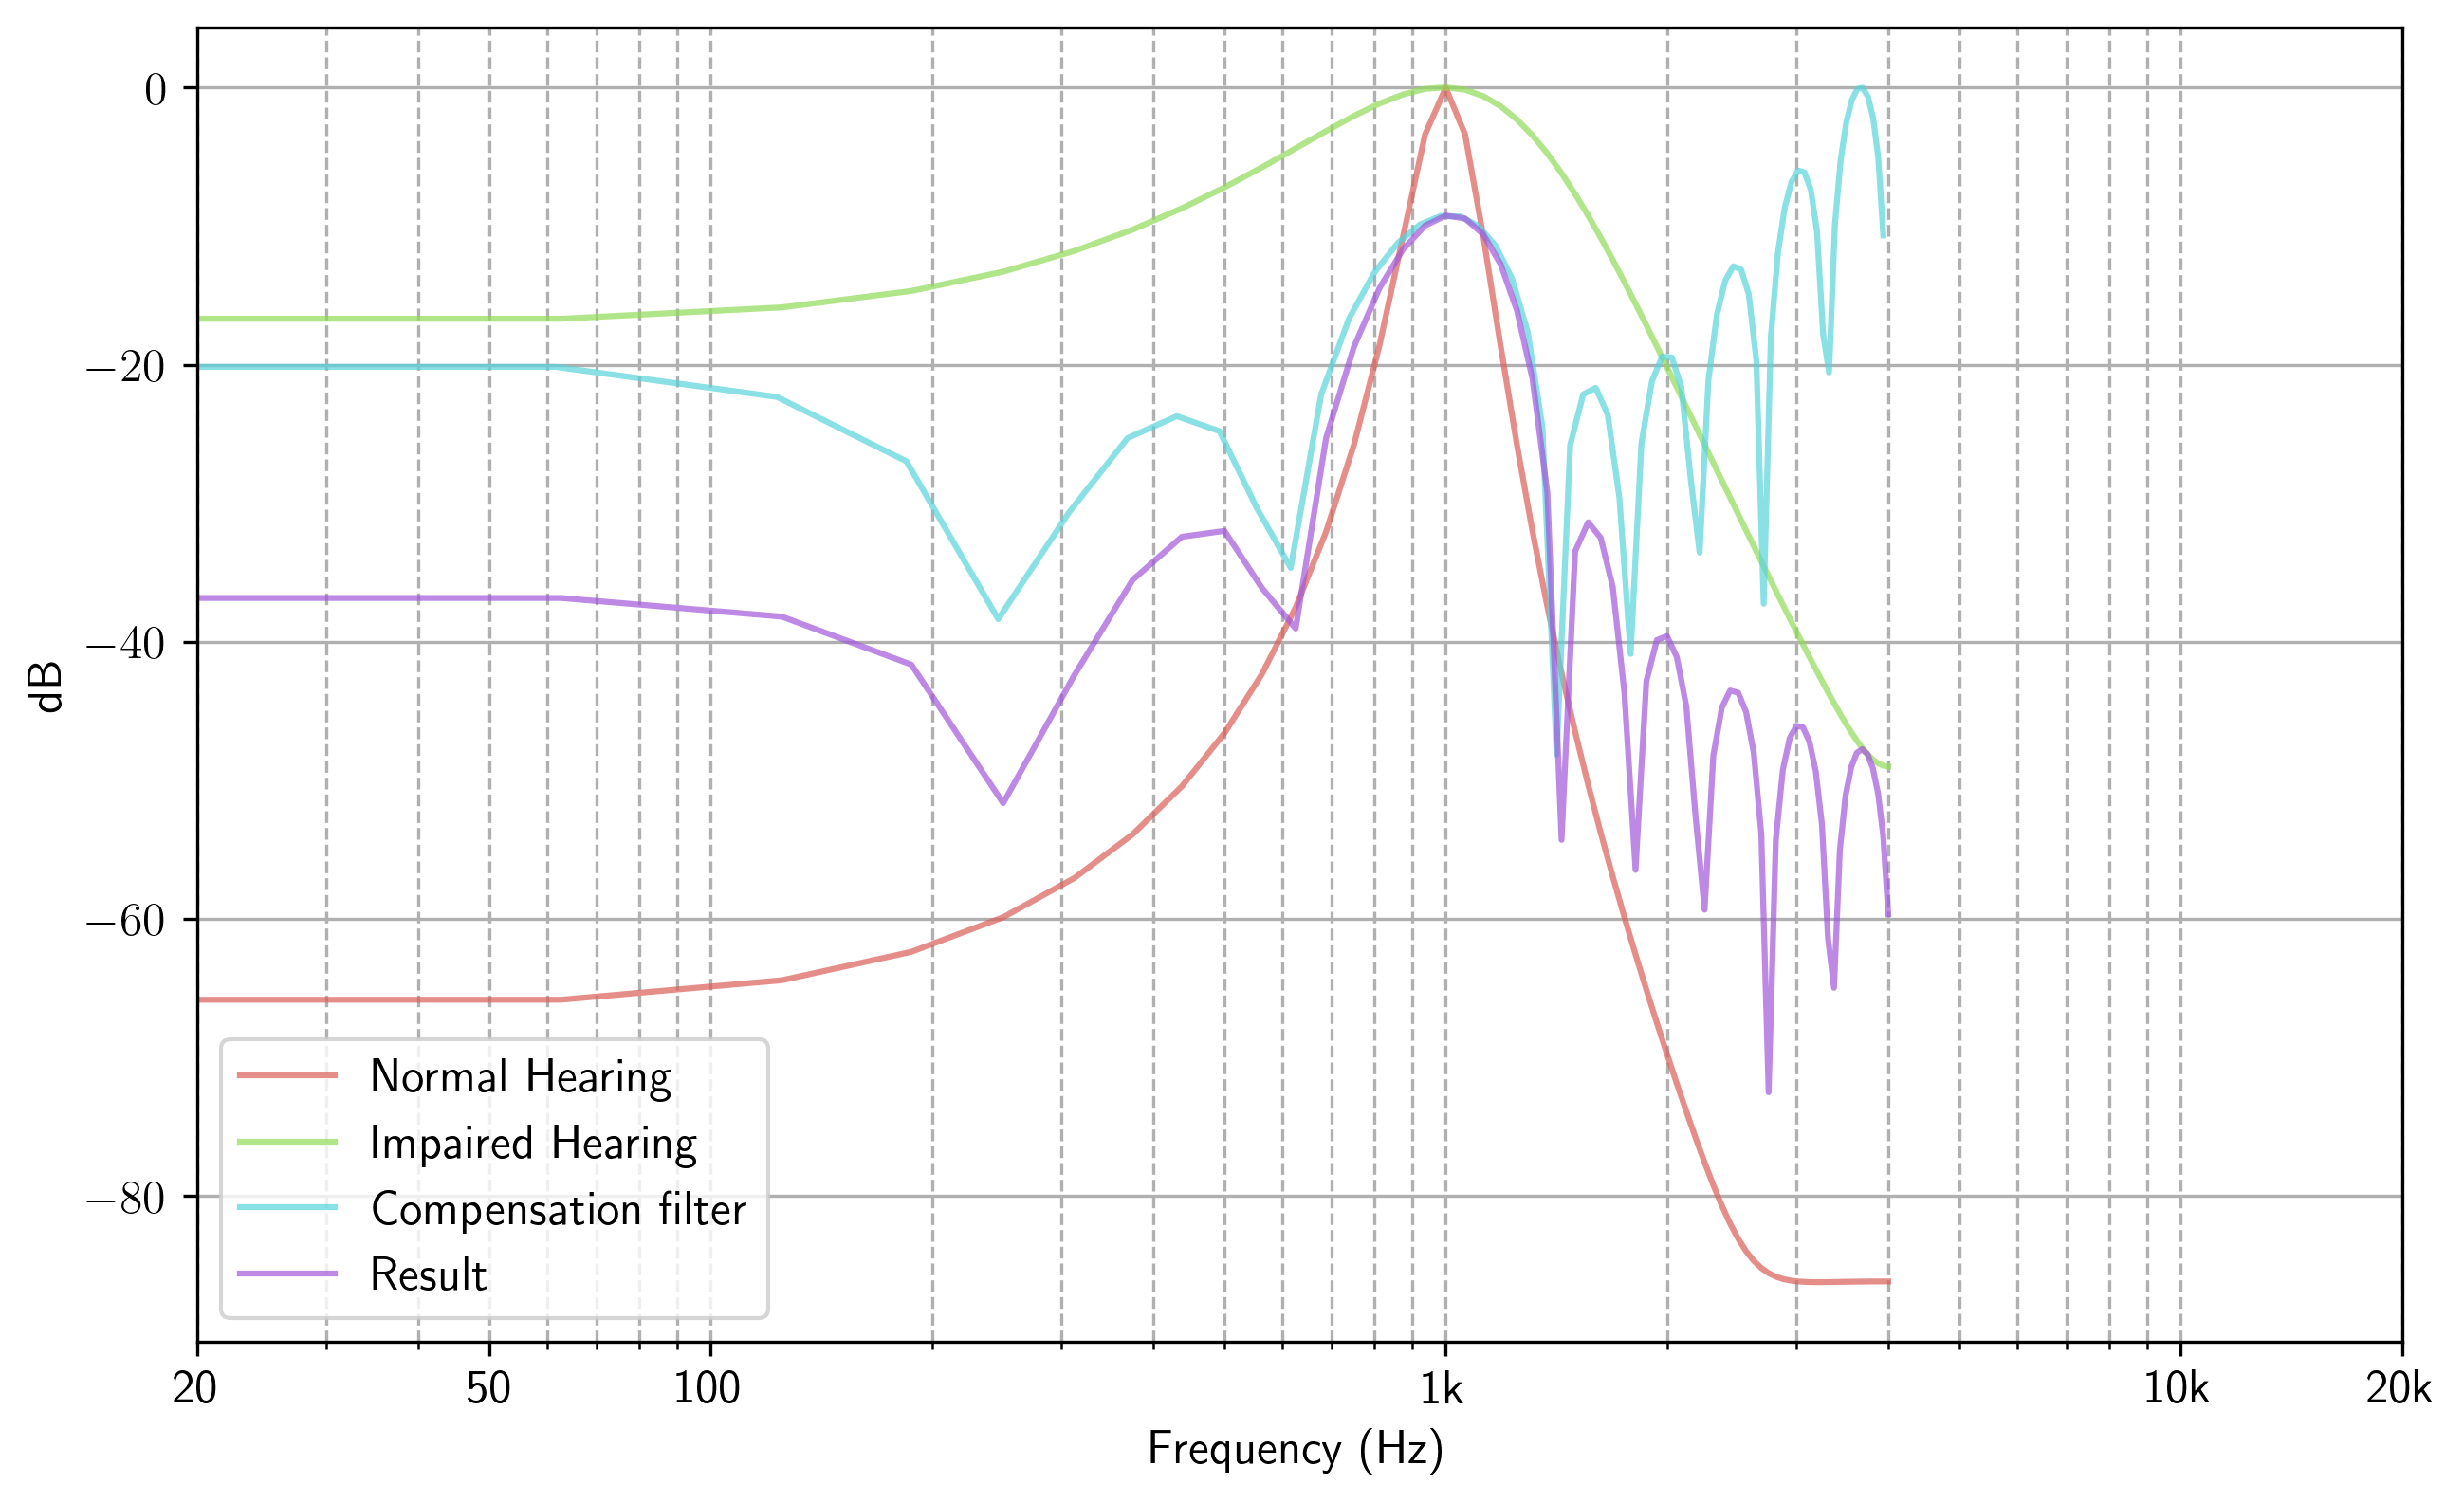 0
−20
−40
−60
−80
dB
Normal Hearing
Impaired Hearing
Compensation filter
Result
20 50 100 1k 10k 20k
Frequency (Hz)